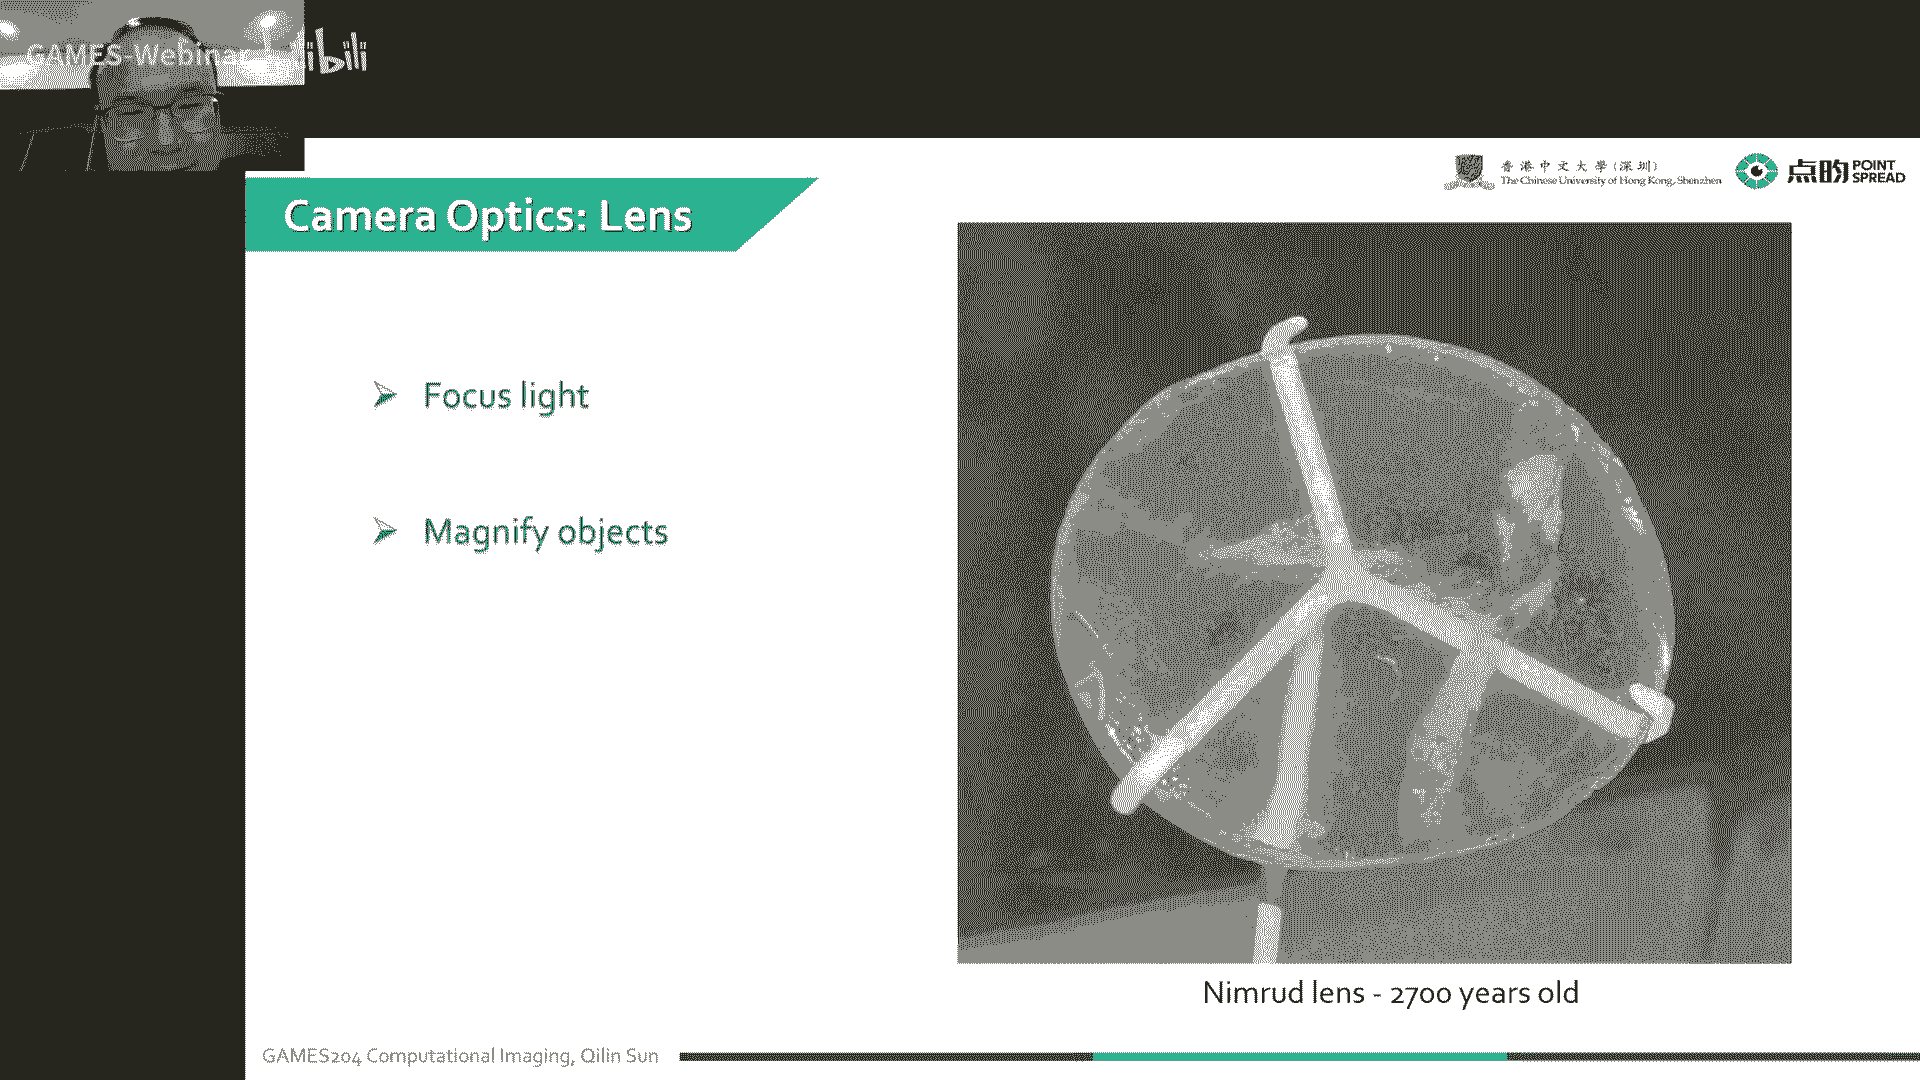 GAMES-Webinar bilibili
香港中文大學(深圳)
The Chinese University of Hong Kong, Shenzhen
点昀 POINT
SPREAD
Camera Optics: Lens
Focus light
Magnify objects
Nimrud lens - 2700 years old
GAMES204 Computational Imaging, Qilin Sun